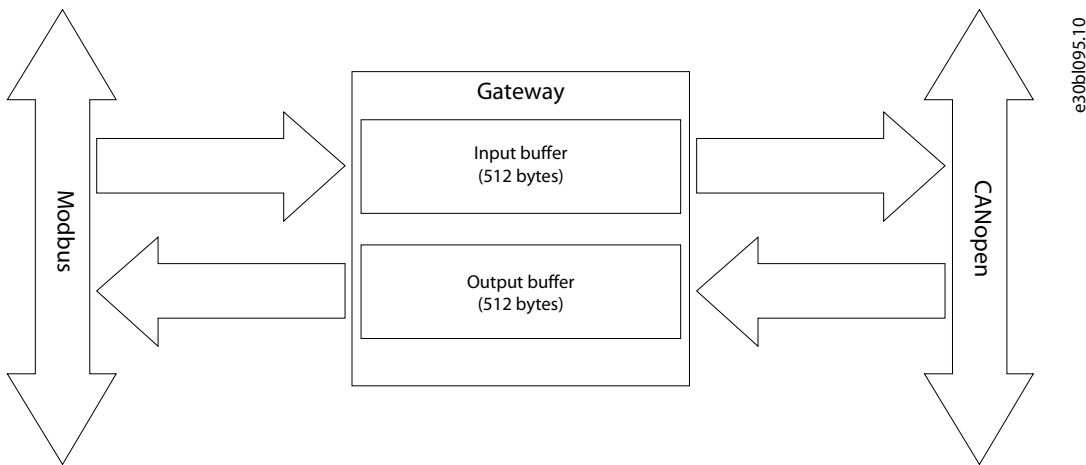 Gateway
Input buffer
(512 bytes)
Output buffer
(512 bytes)
Modbus
CANopen
e30bl095.10